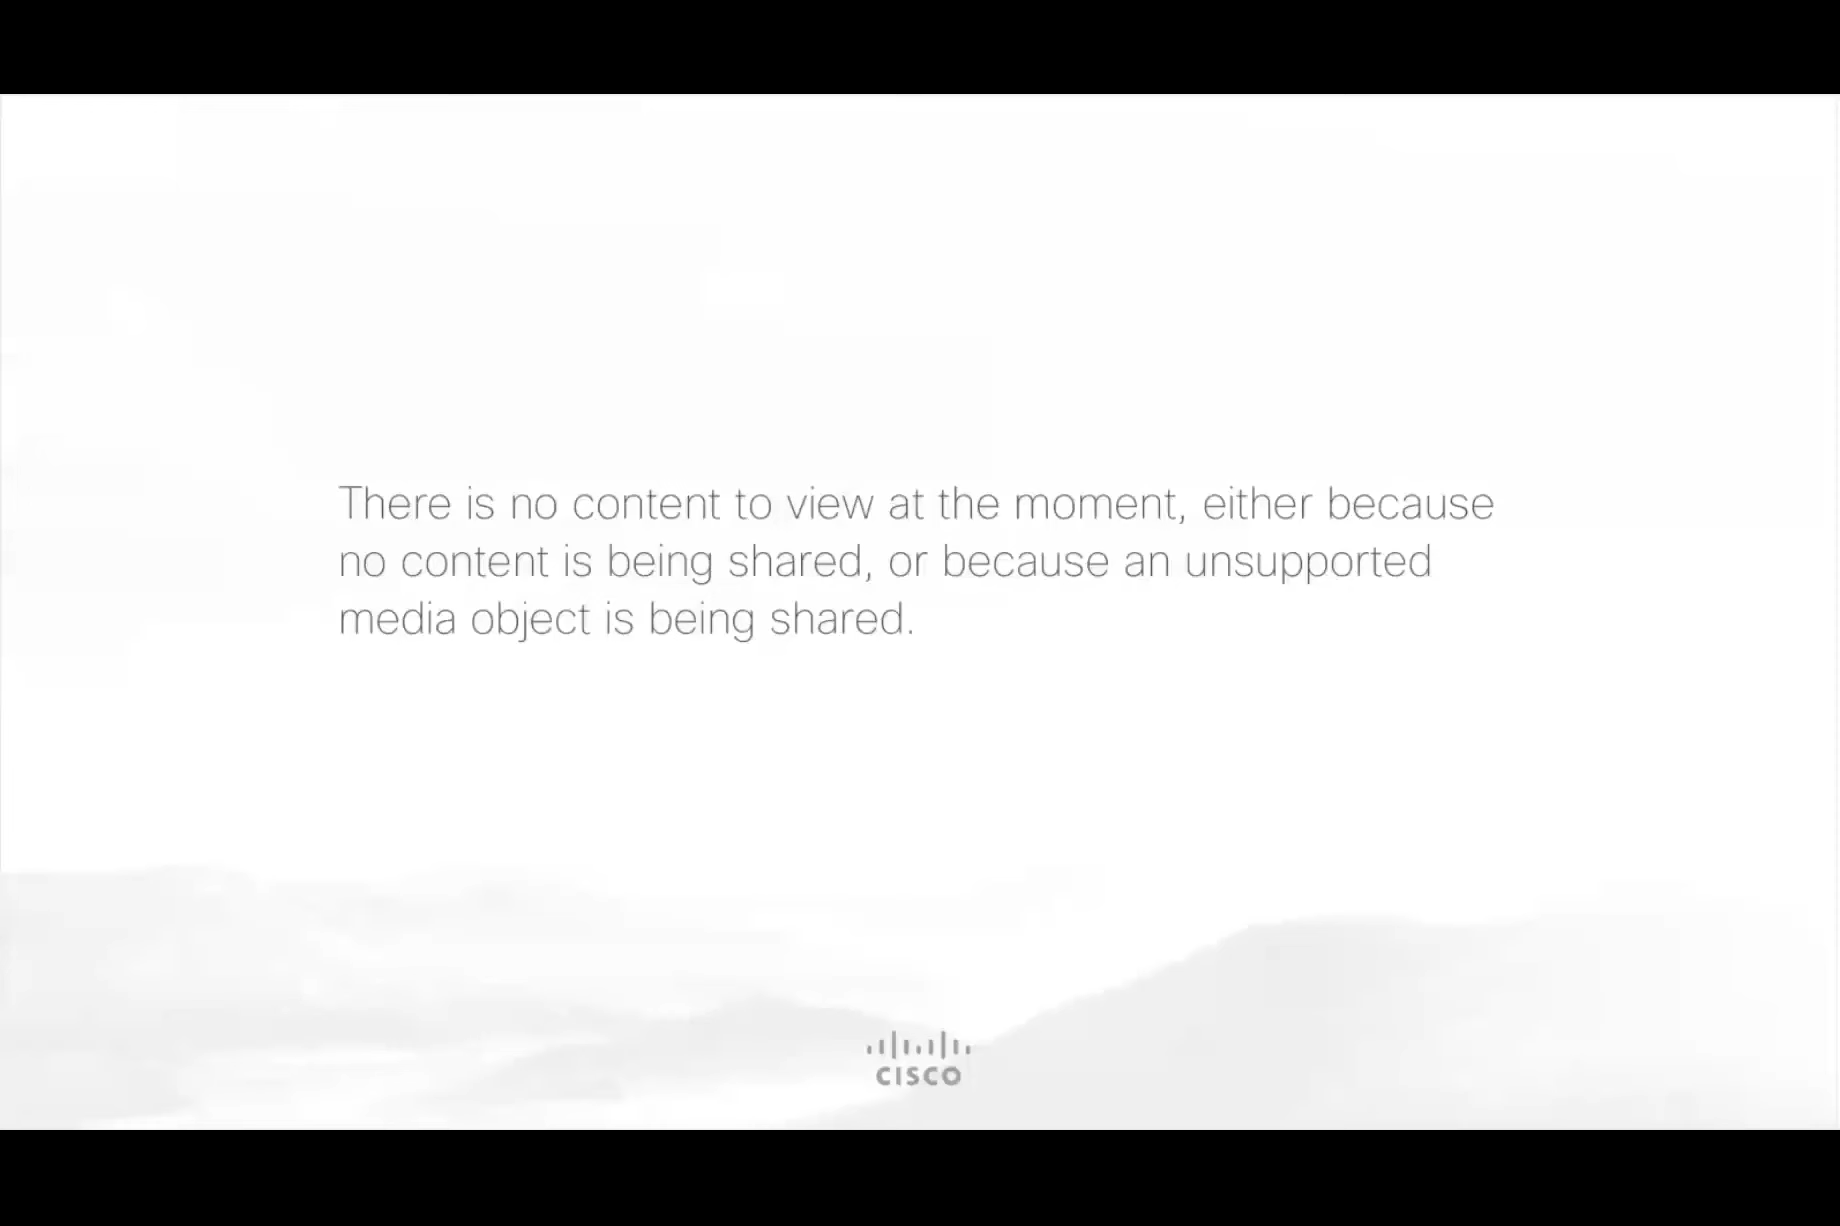 There is no content to view at the moment, either because
no content is being shared, or because an unsupported
media object is being shared.
CISCO